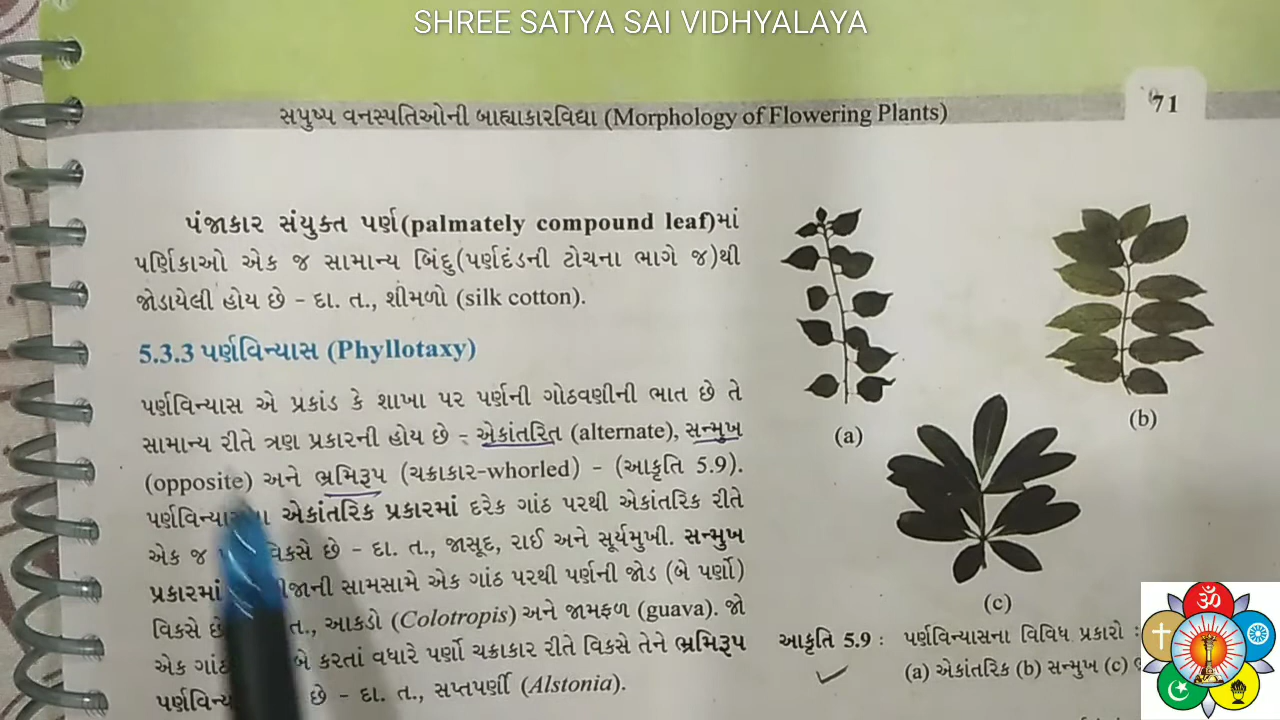 SHREE SATYA SAI VIDHYALAYA
સપુષ્પ વનસ્પતિઓની બાહ્યાકારવિદ્યા (Morphology of Flowering Plants)
71
પંજાકાર સંયુક્ત પર્ણ(palmately compound leaf)માં
પર્ણિકાઓ એક જ સામાન્ય બિંદુ(પર્ણદંડની ટોચના ભાગે જ)થી
જોડાયેલી હોય છે – દા. ત., શીમળો (silk cotton).
5.3.3 પર્ણવિન્યાસ (Phyllotaxy)
પર્ણવિન્યાસ એ પ્રકાંડ કે શાખા પર પર્ણની ગોઠવણીની ભાત છે તે
સામાન્ય રીતે ત્રણ પ્રકારની હોય છે – એકાંતરિત (alternate), સન્મુખ
(opposite) અને ભ્રમિરૂપ (ચક્રાકાર-whorled) – (આકૃતિ 5.9).
એકાંતરિક પ્રકારમાં દરેક ગાંઠ પરથી એકાંતરિક રીતે
એક જ વિકસે છે – દા. ત., જાસૂદ, રાઈ અને સૂર્યમુખી. સન્મુખ
પ્રકારમાં સામસામે એક ગાંઠ પરથી પર્ણની જોડ (બે પર્ણો)
વિકસે ત., આકડો (Colotropis) અને જામફળ (guava). જો
એક બે કરતાં વધારે પર્ણો ચક્રાકાર રીતે વિકસે તેને ભ્રમિરૂપ
છે – દા. ત., સપ્તપર્ણી (Alstonia).
(a)
(b)
(c)
આકૃતિ 5.9 : પર્ણવિન્યાસના વિવિધ પ્રકારો :
(a) એકાંતરિક (b) સન્મુખ (c)